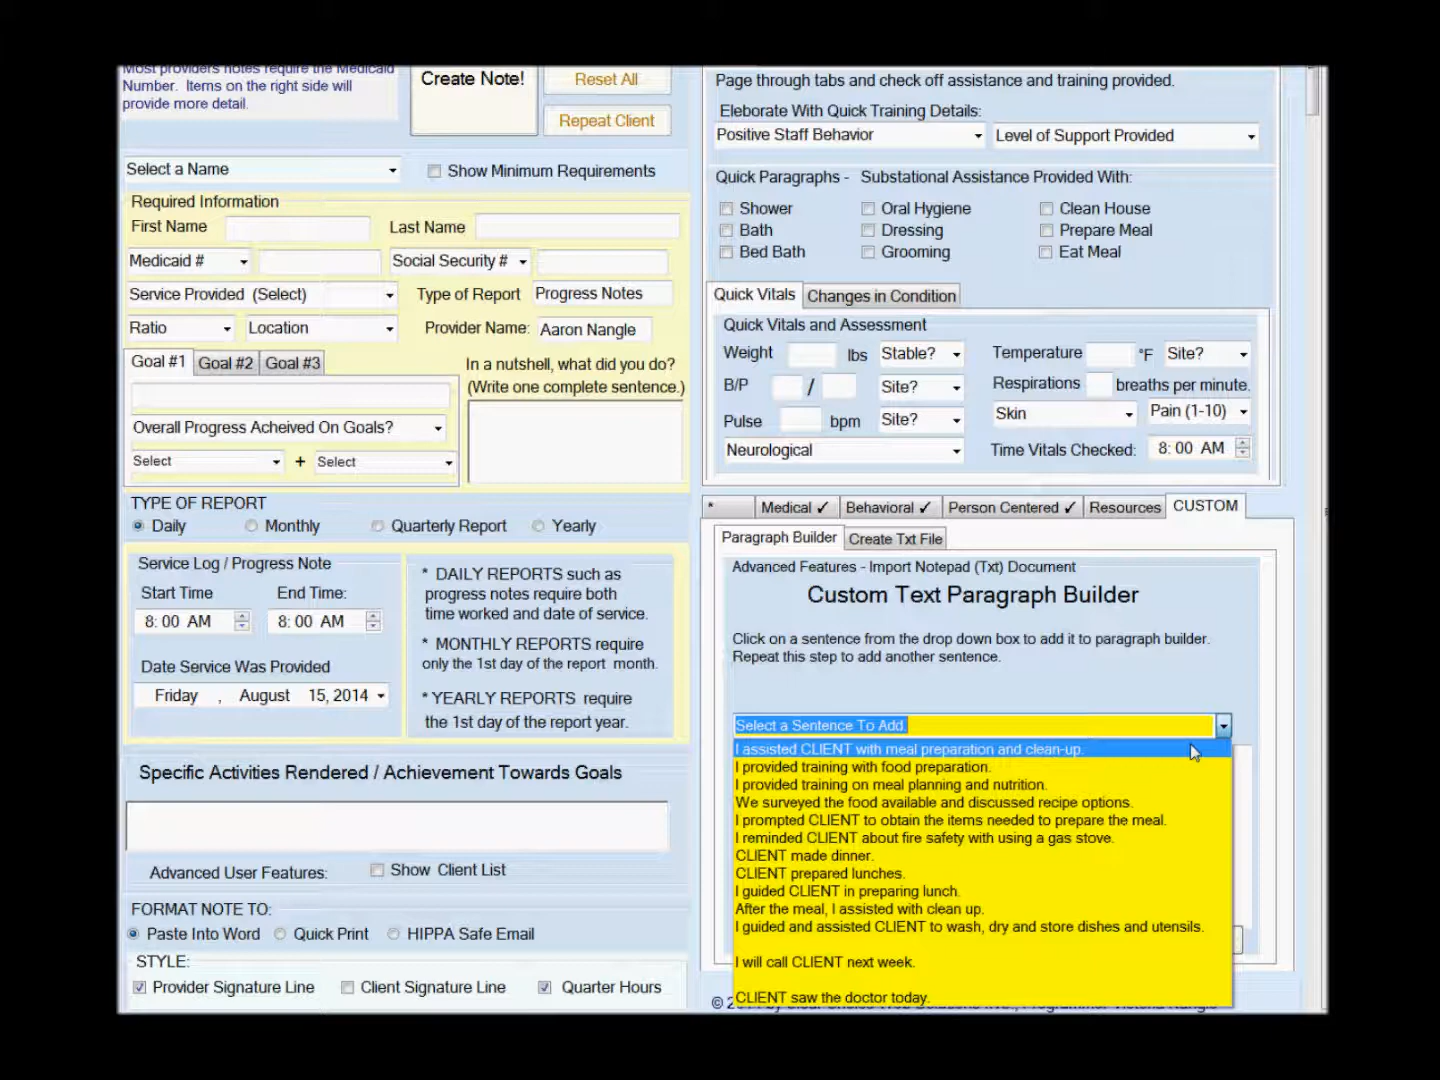 Most providers notes require the Medicaid
Number. Items on the right side will
provide more detail.
Create Note!
Reset All
Repeat Client
Select a Name
Show Minimum Requirements
Required Information
First Name
Last Name
Medicaid #
Social Security #
Service Provided (Select)
Type of Report
Progress Notes
Ratio
Location
Provider Name:
Aaron Nangle
Goal #1
Goal #2
Goal #3
In a nutshell, what did you do?
(Write one complete sentence.)
Overall Progress Acheived On Goals?
Select
+
Select
TYPE OF REPORT
Daily
Monthly
Quarterly Report
Yearly
Service Log / Progress Note
Start Time
End Time:
8: 00 AM
8: 00 AM
Date Service Was Provided
Friday , August 15, 2014
* DAILY REPORTS such as
progress notes require both
time worked and date of service.
* MONTHLY REPORTS require
only the 1st day of the report month.
* YEARLY REPORTS require
the 1st day of the report year.
Specific Activities Rendered / Achievement Towards Goals
Advanced User Features:
Show Client List
FORMAT NOTE TO:
Paste Into Word
Quick Print
HIPPA Safe Email
STYLE:
Provider Signature Line
Client Signature Line
Quarter Hours
Page through tabs and check off assistance and training provided.
Eleborate With Quick Training Details:
Positive Staff Behavior
Level of Support Provided
Quick Paragraphs - Substational Assistance Provided With:
Shower
Oral Hygiene
Clean House
Bath
Dressing
Prepare Meal
Bed Bath
Grooming
Eat Meal
Quick Vitals
Changes in Condition
Quick Vitals and Assessment
Weight
lbs
Stable?
Temperature
°F
Site?
B/P
/
Site?
Respirations
breaths per minute.
Pulse
bpm
Site?
Skin
Pain (1-10)
Neurological
Time Vitals Checked:
8: 00 AM
*
Medical ✓
Behavioral ✓
Person Centered ✓
Resources
CUSTOM
Paragraph Builder
Create Txt File
Advanced Features - Import Notepad (Txt) Document
Custom Text Paragraph Builder
Click on a sentence from the drop down box to add it to paragraph builder.
Repeat this step to add another sentence.
Select a Sentence To Add
I assisted CLIENT with meal preparation and clean-up.
I provided training with food preparation.
I provided training on meal planning and nutrition.
We surveyed the food available and discussed recipe options.
I prompted CLIENT to obtain the items needed to prepare the meal.
I reminded CLIENT about fire safety with using a gas stove.
CLIENT made dinner.
CLIENT prepared lunches.
I guided CLIENT in preparing lunch.
After the meal, I assisted with clean up.
I guided and assisted CLIENT to wash, dry and store dishes and utensils.
I will call CLIENT next week.
CLIENT saw the doctor today.
©